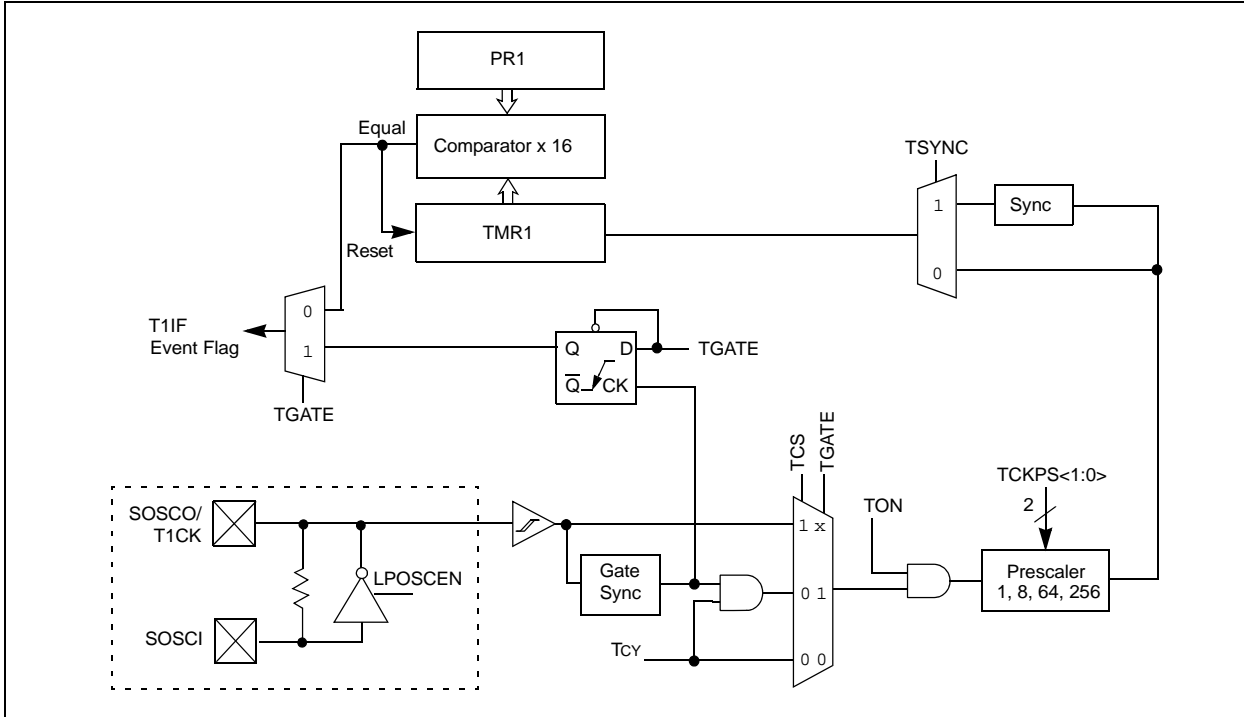 PR1
Equal
Comparator x 16
TSYNC
1
Sync
Reset
TMR1
0
0
T1IF
Event Flag
1
Q
D
TGATE
Q
CK
TGATE
TCS
TGATE
TCKPS<1:0>
2
SOSCO/
T1CK
1 x
TON
LPOSCEN
Gate
Sync
0 1
Prescaler
1, 8, 64, 256
SOSCI
TCY
0 0